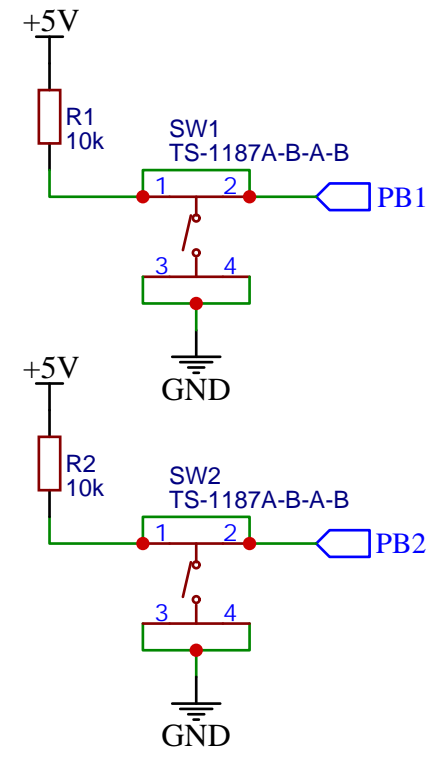 +5V
R1
10k
SW1
TS-1187A-B-A-B
1 2
PB1
3 4
GND
+5V
R2
10k
SW2
TS-1187A-B-A-B
1 2
PB2
3 4
GND